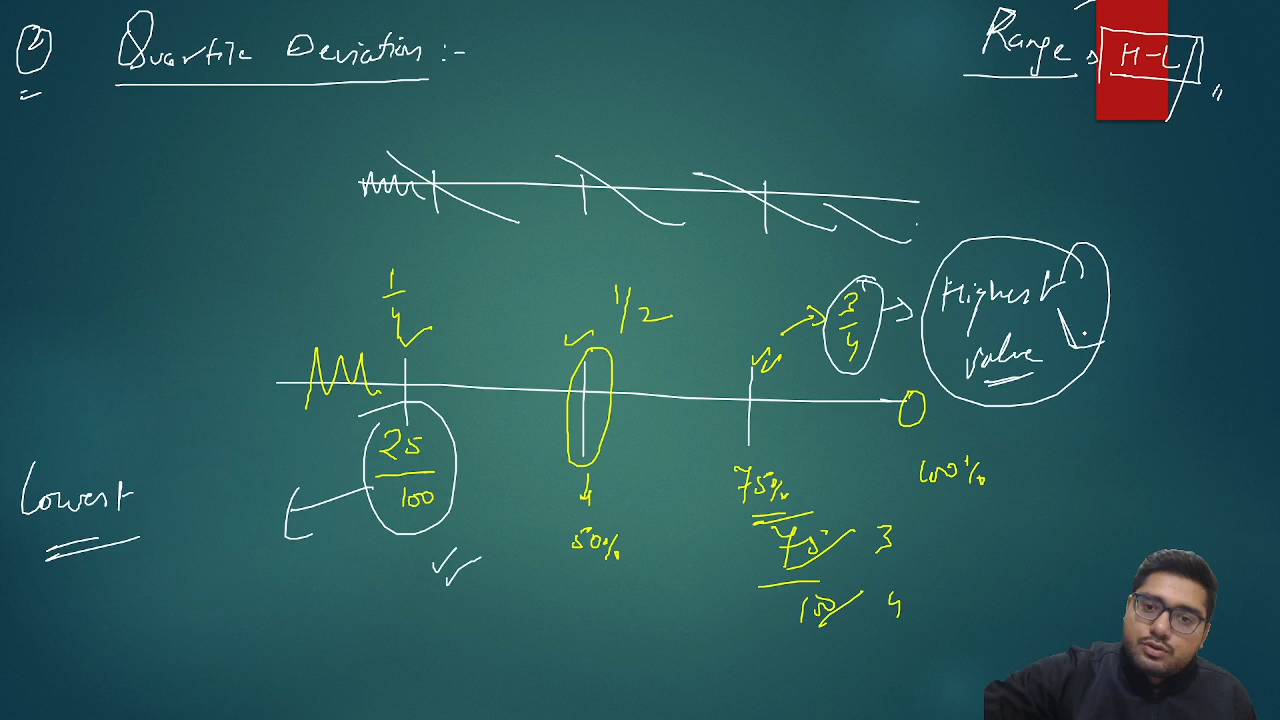 2 Quartile Deviation :-
Range = H-L
1/4
1/2
3/4
Highest
value
25/100
50%
75%
100%
75 3
100 4
Lowest